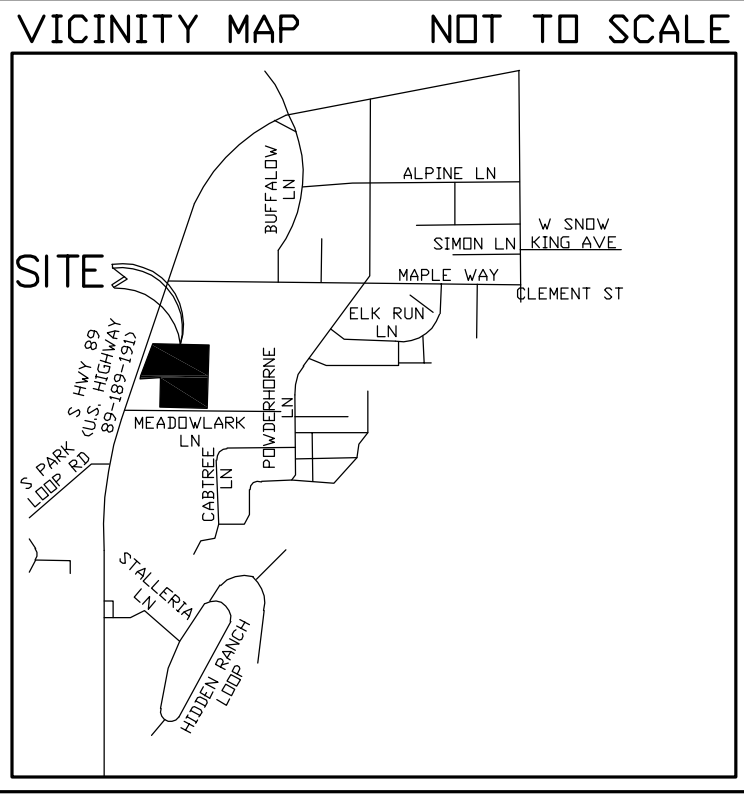 VICINITY MAP NOT TO SCALE
BUFFALOW
LN
ALPINE LN
W SNOW
KING AVE
SIMON LN
SITE
MAPLE WAY
CLEMENT ST
ELK RUN
LN
S HWY 89
(U.S. HIGHWAY
89-189-191)
POWDERHORNE
LN
MEADOWLARK
LN
S PARK
LOOP RD
CABTREE
LN
STALLERIA
LN
HIDDEN RANCH
LOOP